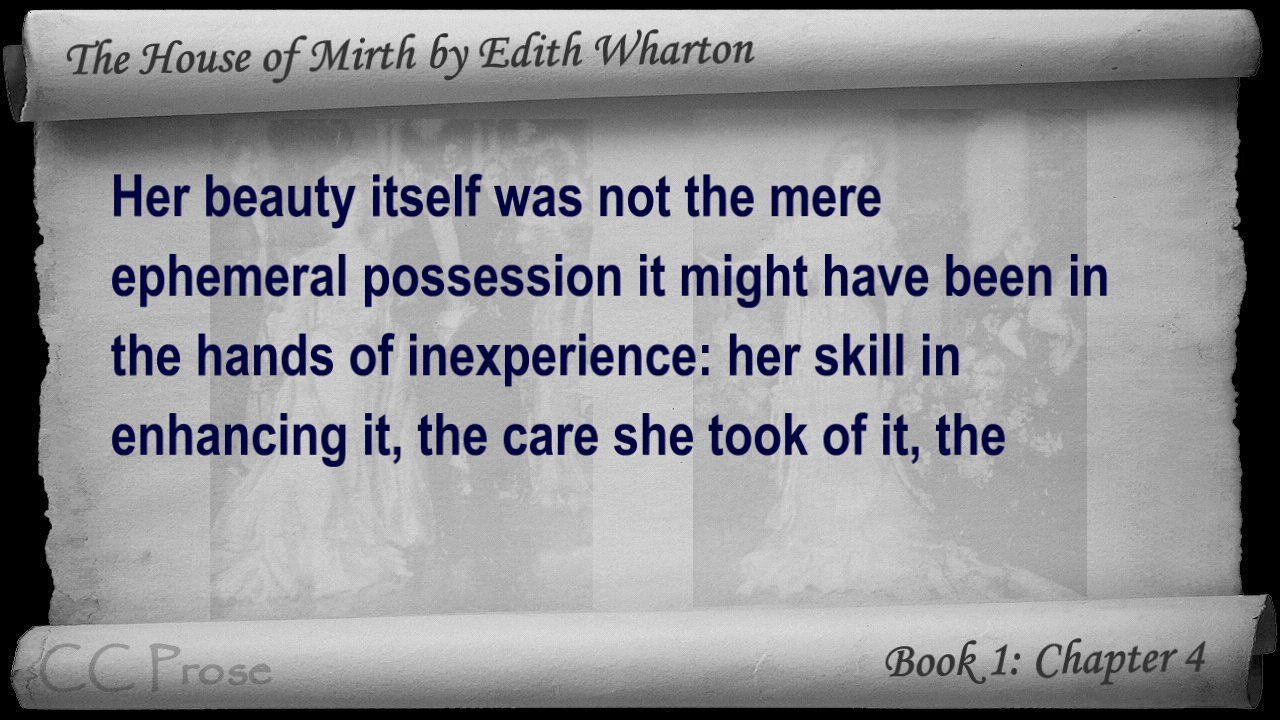 The House of Mirth by Edith Wharton
Her beauty itself was not the mere
ephemeral possession it might have been in
the hands of inexperience: her skill in
enhancing it, the care she took of it, the
CC Prose
Book 1: Chapter 4